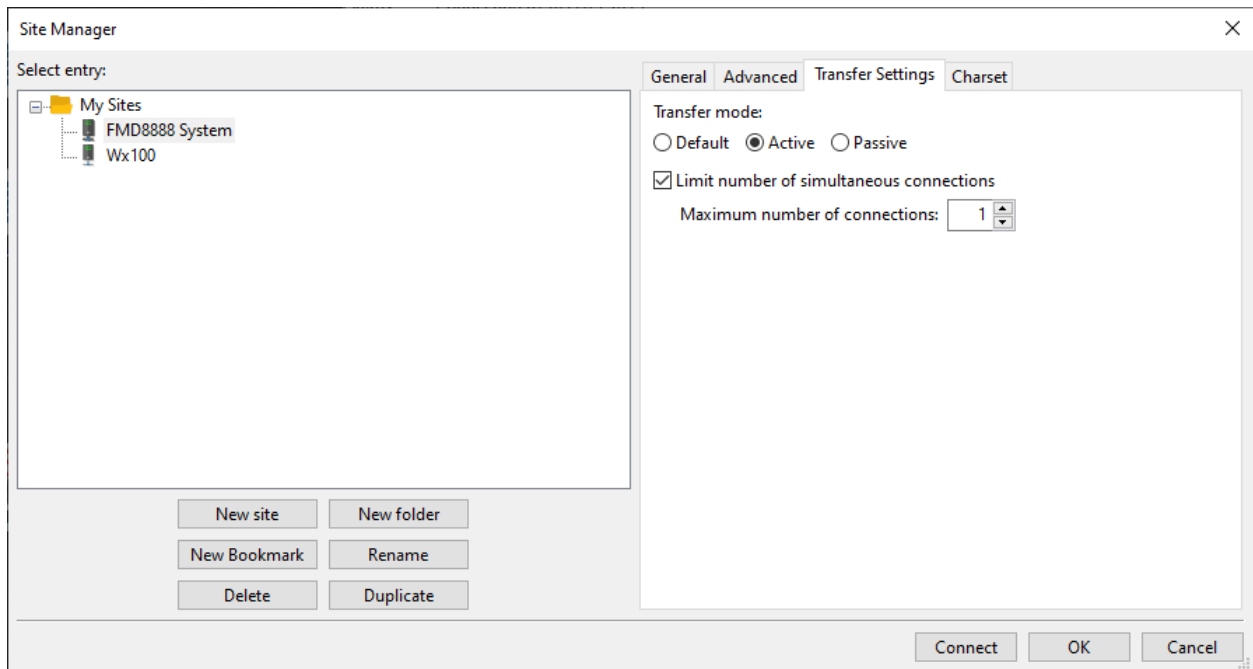 Site Manager
Select entry:
My Sites
FMD8888 System
Wx100
New site New folder
New Bookmark Rename
Delete Duplicate
General Advanced Transfer Settings Charset
Transfer mode:
Default Active Passive
Limit number of simultaneous connections
Maximum number of connections: 1
Connect OK Cancel